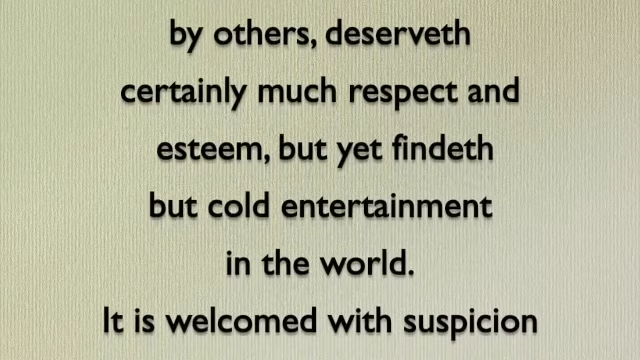 by others, deserveth
certainly much respect and
esteem, but yet findeth
but cold entertainment
in the world.
It is welcomed with suspicion